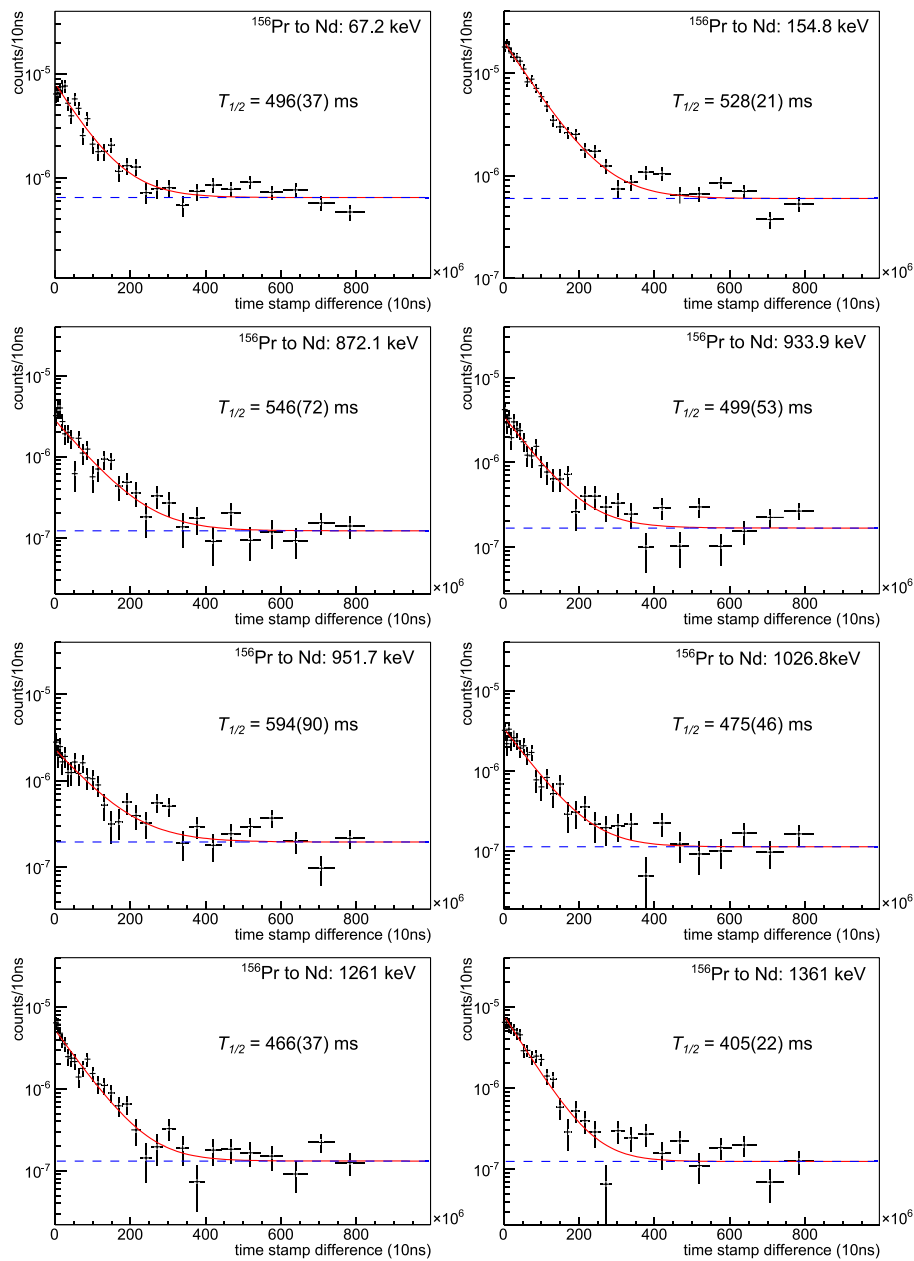 ¹⁵⁶Pr to Nd: 67.2 keV
T1/2 = 496(37) ms
counts/10ns
10⁻⁵
10⁻⁶
0 200 400 600 800
×10⁶
time stamp difference (10ns)
¹⁵⁶Pr to Nd: 154.8 keV
T1/2 = 528(21) ms
counts/10ns
10⁻⁵
10⁻⁶
10⁻⁷
0 200 400 600 800
×10⁶
time stamp difference (10ns)
¹⁵⁶Pr to Nd: 872.1 keV
T1/2 = 546(72) ms
counts/10ns
10⁻⁵
10⁻⁶
10⁻⁷
0 200 400 600 800
×10⁶
time stamp difference (10ns)
¹⁵⁶Pr to Nd: 933.9 keV
T1/2 = 499(53) ms
counts/10ns
10⁻⁵
10⁻⁶
10⁻⁷
0 200 400 600 800
×10⁶
time stamp difference (10ns)
¹⁵⁶Pr to Nd: 951.7 keV
T1/2 = 594(90) ms
counts/10ns
10⁻⁵
10⁻⁶
10⁻⁷
0 200 400 600 800
×10⁶
time stamp difference (10ns)
¹⁵⁶Pr to Nd: 1026.8keV
T1/2 = 475(46) ms
counts/10ns
10⁻⁵
10⁻⁶
10⁻⁷
0 200 400 600 800
×10⁶
time stamp difference (10ns)
¹⁵⁶Pr to Nd: 1261 keV
T1/2 = 466(37) ms
counts/10ns
10⁻⁵
10⁻⁶
10⁻⁷
0 200 400 600 800
×10⁶
time stamp difference (10ns)
¹⁵⁶Pr to Nd: 1361 keV
T1/2 = 405(22) ms
counts/10ns
10⁻⁵
10⁻⁶
10⁻⁷
0 200 400 600 800
×10⁶
time stamp difference (10ns)